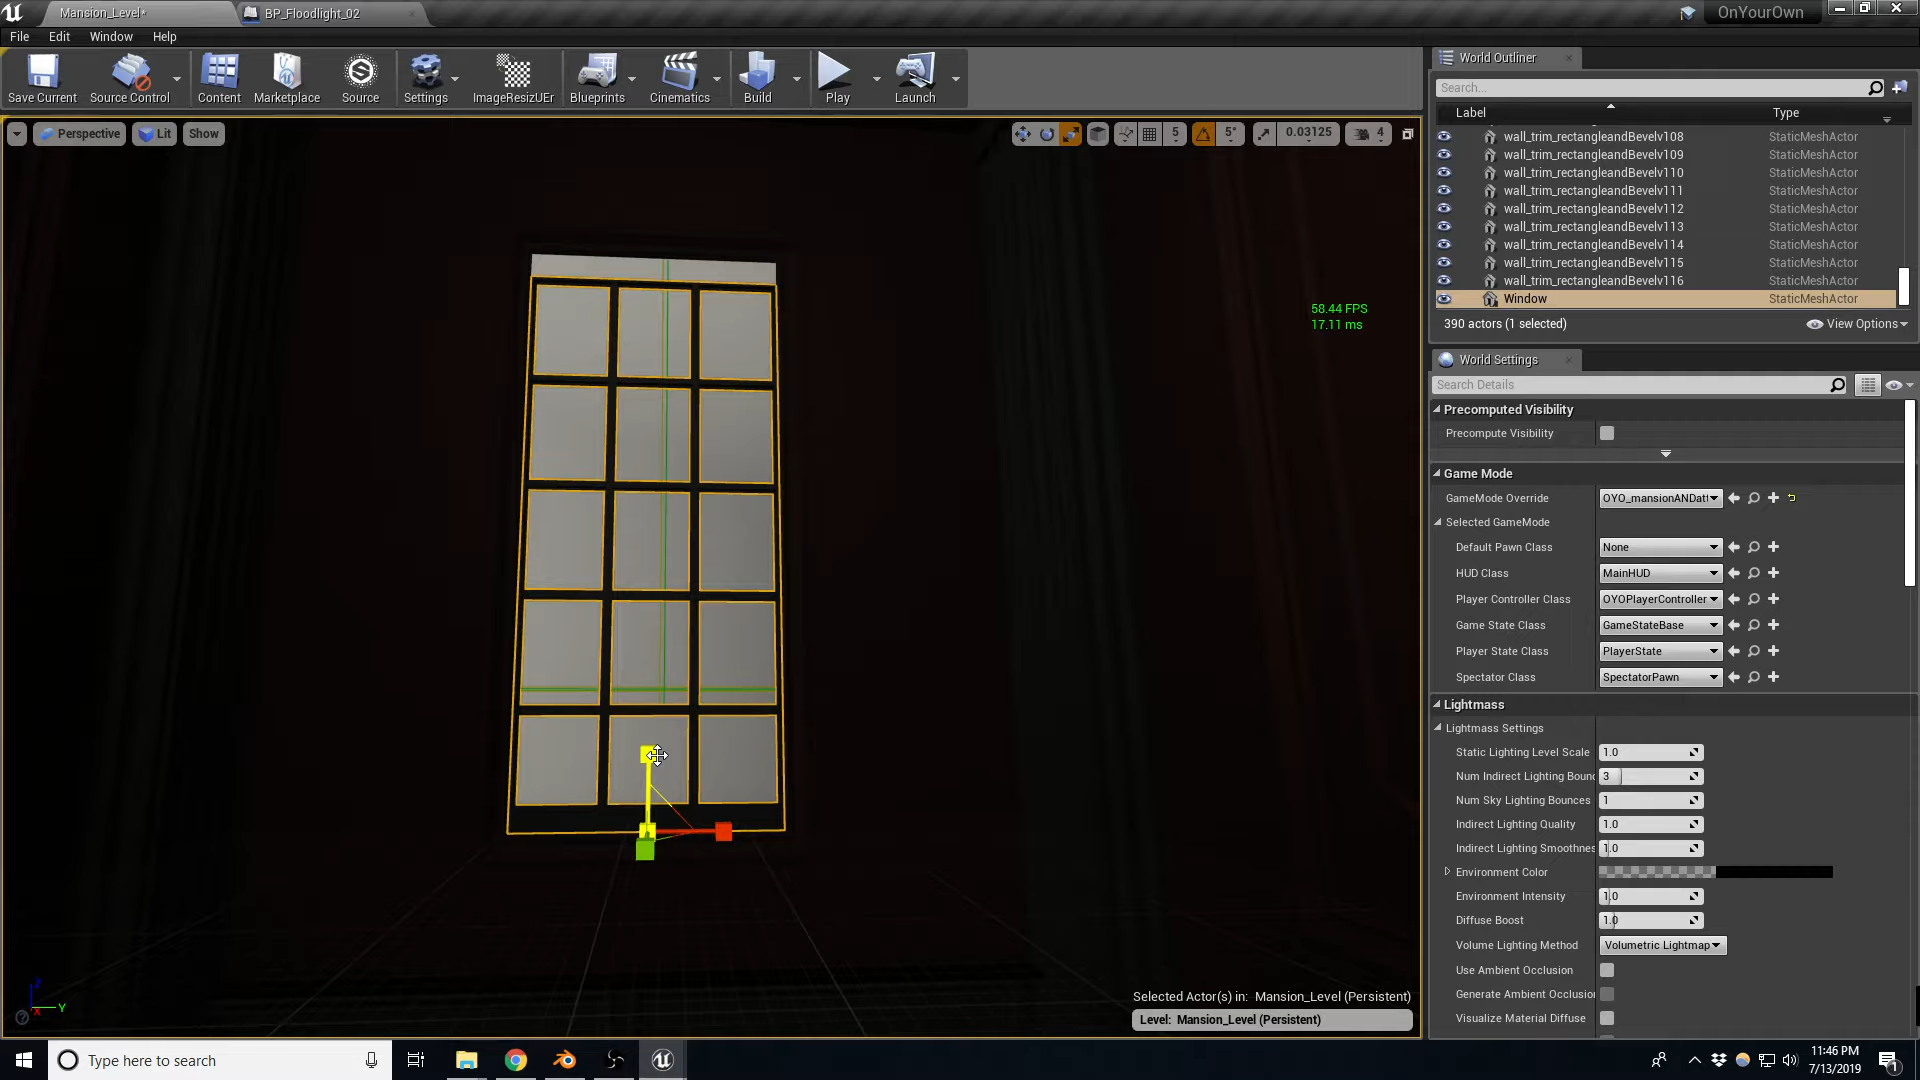 Mansion_Level*
BP_Floodlight_02
OnYourOwn
File Edit Window Help
Save Current
Source Control
Content
Marketplace
Source
Settings
ImageResizUEr
Blueprints
Cinematics
Build
Play
Launch
Perspective
Lit
Show
5
5°
0.03125
4
58.44 FPS
17.11 ms
Selected Actor(s) in: Mansion_Level (Persistent)
Level: Mansion_Level (Persistent)
Z
Y
X
World Outliner
Search...
Label Type
wall_trim_rectangleandBevelv108 StaticMeshActor
wall_trim_rectangleandBevelv109 StaticMeshActor
wall_trim_rectangleandBevelv110 StaticMeshActor
wall_trim_rectangleandBevelv111 StaticMeshActor
wall_trim_rectangleandBevelv112 StaticMeshActor
wall_trim_rectangleandBevelv113 StaticMeshActor
wall_trim_rectangleandBevelv114 StaticMeshActor
wall_trim_rectangleandBevelv115 StaticMeshActor
wall_trim_rectangleandBevelv116 StaticMeshActor
Window StaticMeshActor
390 actors (1 selected) View Options
World Settings
Search Details
Precomputed Visibility
Precompute Visibility
Game Mode
GameMode Override OYO_mansionANDatt
Selected GameMode
Default Pawn Class None
HUD Class MainHUD
Player Controller Class OYOPlayerController
Game State Class GameStateBase
Player State Class PlayerState
Spectator Class SpectatorPawn
Lightmass
Lightmass Settings
Static Lighting Level Scale 1.0
Num Indirect Lighting Bounc 3
Num Sky Lighting Bounces 1
Indirect Lighting Quality 1.0
Indirect Lighting Smoothnes 1.0
Environment Color
Environment Intensity 1.0
Diffuse Boost 1.0
Volume Lighting Method Volumetric Lightmap
Use Ambient Occlusion
Generate Ambient Occlusion
Visualize Material Diffuse
Type here to search
11:46 PM
7/13/2019
1